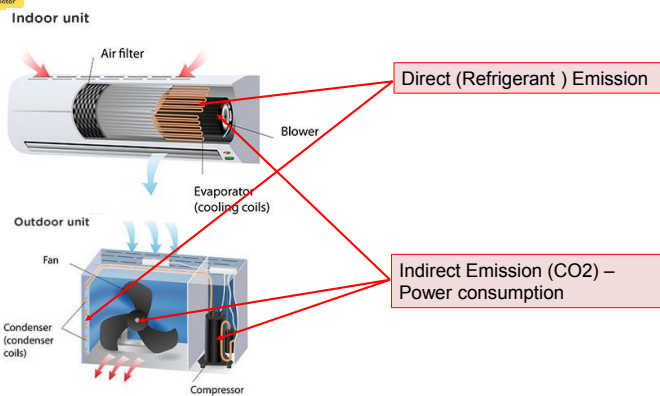 Indoor unit
Air filter
Direct (Refrigerant ) Emission
Blower
Evaporator
(cooling coils)
Outdoor unit
Fan
Indirect Emission (CO2) –
Power consumption
Condenser
(condenser
coils)
Compressor